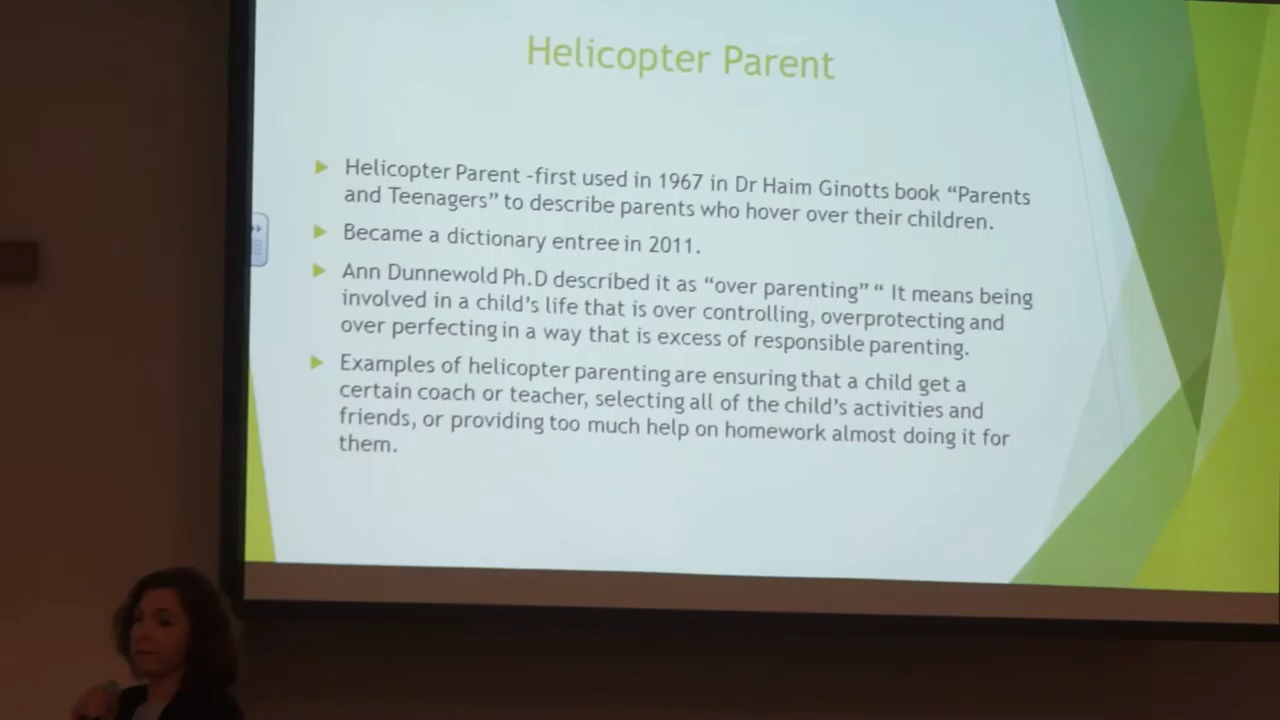 Helicopter Parent
Helicopter Parent -first used in 1967 in Dr Haim Ginotts book “Parents
and Teenagers” to describe parents who hover over their children.
Became a dictionary entree in 2011.
Ann Dunnewold Ph.D described it as “over parenting” “ It means being
involved in a child’s life that is over controlling, overprotecting and
over perfecting in a way that is excess of responsible parenting.
Examples of helicopter parenting are ensuring that a child get a
certain coach or teacher, selecting all of the child’s activities and
friends, or providing too much help on homework almost doing it for
them.